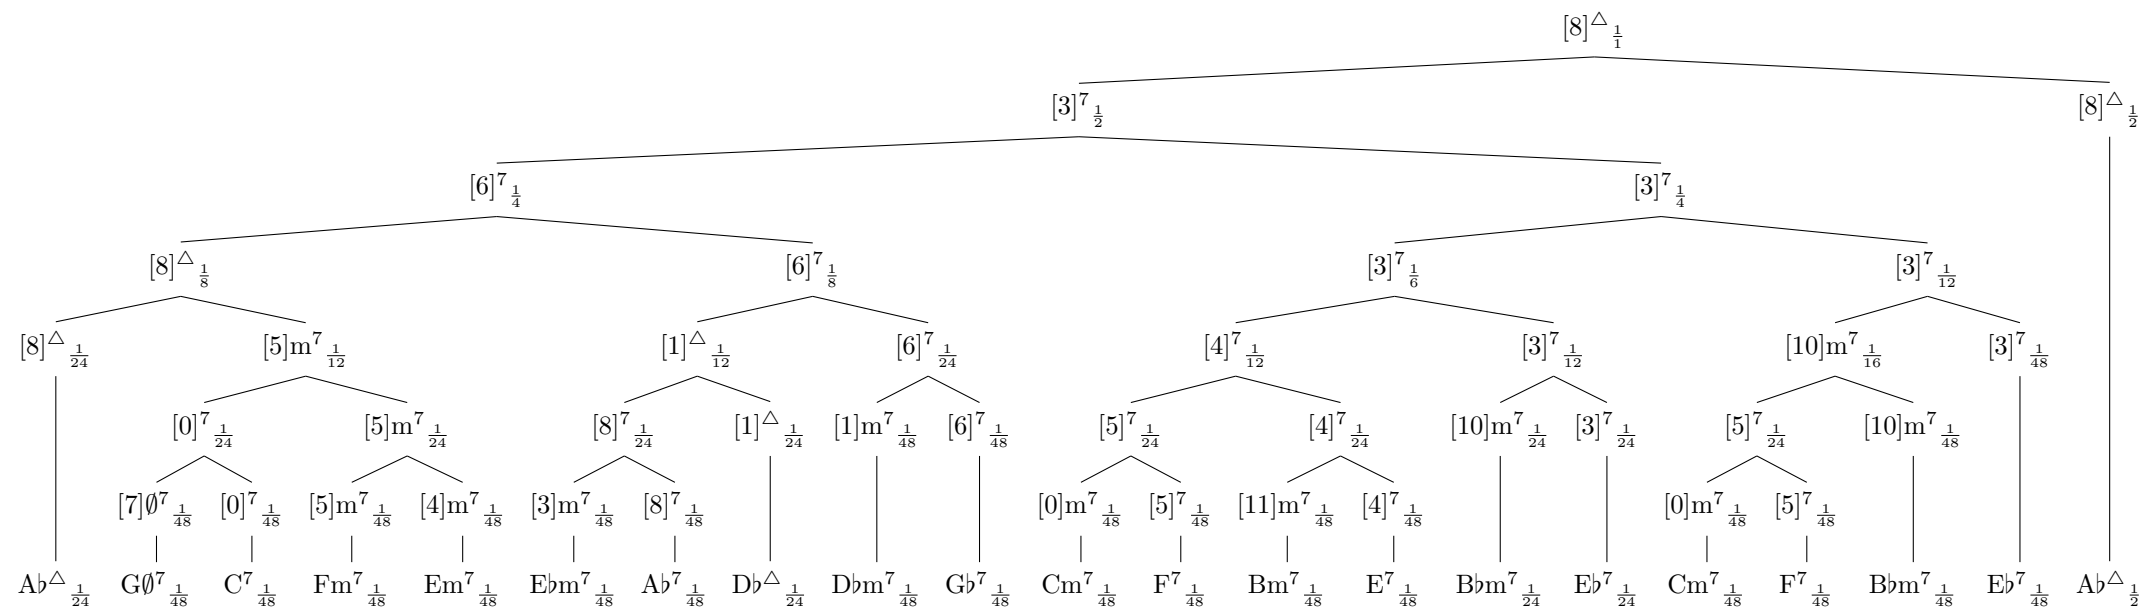 [8]△ 1/1
[3]7 1/2 [8]△ 1/2
[6]7 1/4 [3]7 1/4
[8]△ 1/8 [6]7 1/8 [3]7 1/6 [3]7 1/12
[8]△ 1/24 [5]m7 1/12 [1]△ 1/12 [6]7 1/24 [4]7 1/12 [3]7 1/12 [10]m7 1/16 [3]7 1/48
[0]7 1/24 [5]m7 1/24 [8]7 1/24 [1]△ 1/24 [1]m7 1/48 [6]7 1/48 [5]7 1/24 [4]7 1/24 [10]m7 1/24 [3]7 1/24 [5]7 1/24 [10]m7 1/48
[7]∅7 1/48 [0]7 1/48 [5]m7 1/48 [4]m7 1/48 [3]m7 1/48 [8]7 1/48 [0]m7 1/48 [5]7 1/48 [11]m7 1/48 [4]7 1/48 [0]m7 1/48 [5]7 1/48
A♭△ 1/24 G∅7 1/48 C7 1/48 Fm7 1/48 Em7 1/48 E♭m7 1/48 A♭7 1/48 D♭△ 1/24 D♭m7 1/48 G♭7 1/48 Cm7 1/48 F7 1/48 Bm7 1/48 E7 1/48 B♭m7 1/24 E♭7 1/24 Cm7 1/48 F7 1/48 B♭m7 1/48 E♭7 1/48 A♭△ 1/2